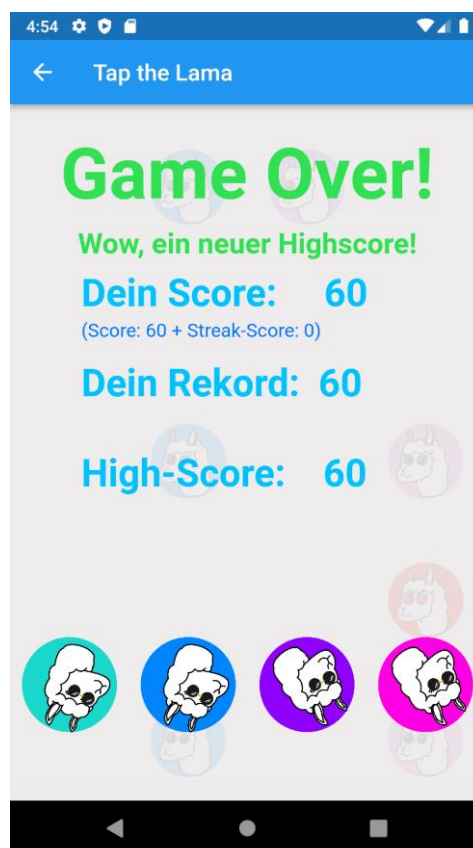 4:54
Tap the Lama
Game Over!
Wow, ein neuer Highscore!
Dein Score: 60
(Score: 60 + Streak-Score: 0)
Dein Rekord: 60
High-Score: 60